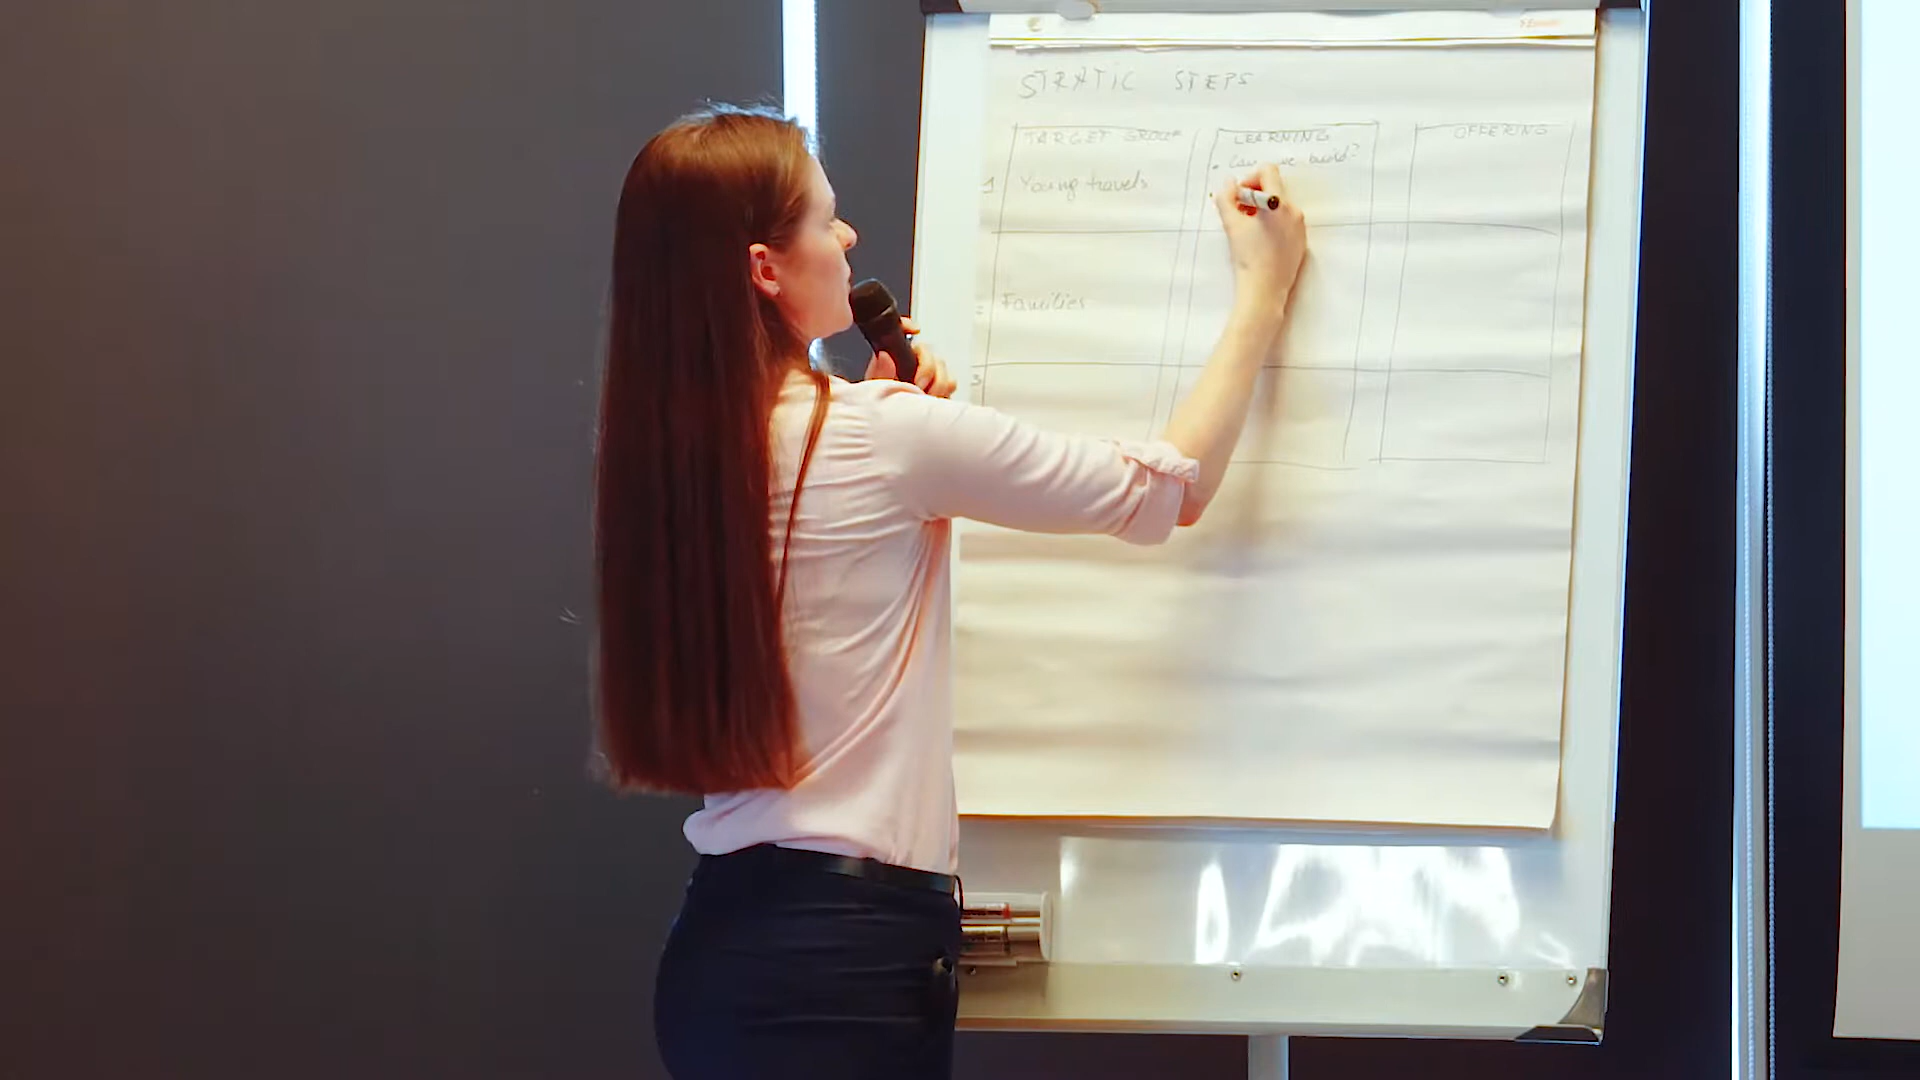 STRATIC STEPS
TARGET GROUP
LEARNING
OFFERING
• Can we build?
1 Young travels
2 Families
3